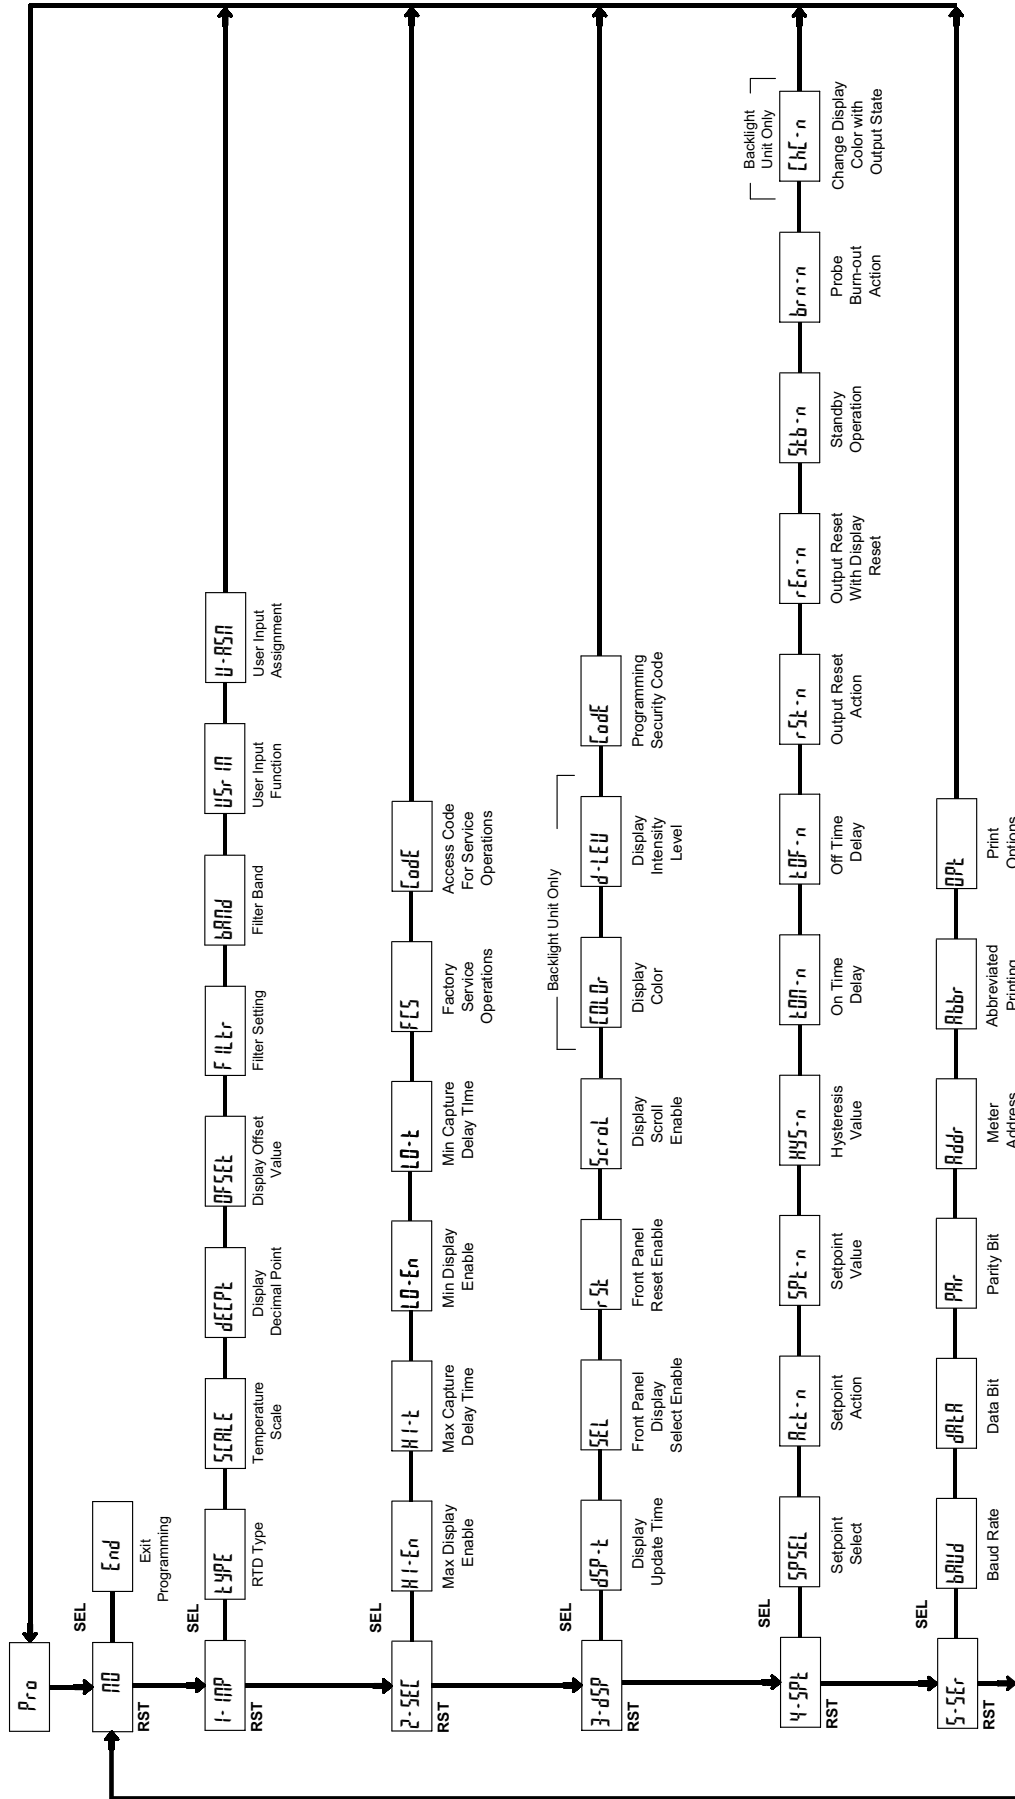 Pro
NO
SEL
RST
End
Exit
Programming
1-INP
SEL
RST
tYPE
RTD Type
SCALE
Temperature
Scale
dECPt
Display
Decimal Point
OFSEt
Display Offset
Value
FILtr
Filter Setting
bANd
Filter Band
USrIN
User Input
Function
U-ASN
User Input
Assignment
2-SEC
SEL
RST
HI-En
Max Display
Enable
HI-t
Max Capture
Delay Time
LO-En
Min Display
Enable
LO-t
Min Capture
Delay TIme
FCS
Factory
Service
Operations
CodE
Access Code
For Service
Operations
3-dSP
SEL
RST
dSP-t
Display
Update Time
SEL
Front Panel
Display
Select Enable
rSt
Front Panel
Reset Enable
ScroL
Display
Scroll
Enable
Backlight Unit Only
COLOr
Display
Color
d-LEV
Display
Intensity
Level
CodE
Programming
Security Code
4-SPt
SEL
RST
SPSEL
Setpoint
Select
Act-n
Setpoint
Action
SPt-n
Setpoint
Value
HYS-n
Hysteresis
Value
tON-n
On Time
Delay
tOF-n
Off Time
Delay
rSt-n
Output Reset
Action
rEn-n
Output Reset
With Display
Reset
Stb-n
Standby
Operation
brn-n
Probe
Burn-out
Action
Backlight
Unit Only
ChC-n
Change Display
Color with
Output State
5-SEr
SEL
RST
bAUd
Baud Rate
dAtA
Data Bit
PAr
Parity Bit
Addr
Meter
Address
Abbr
Abbreviated
Printing
OPt
Print
Options